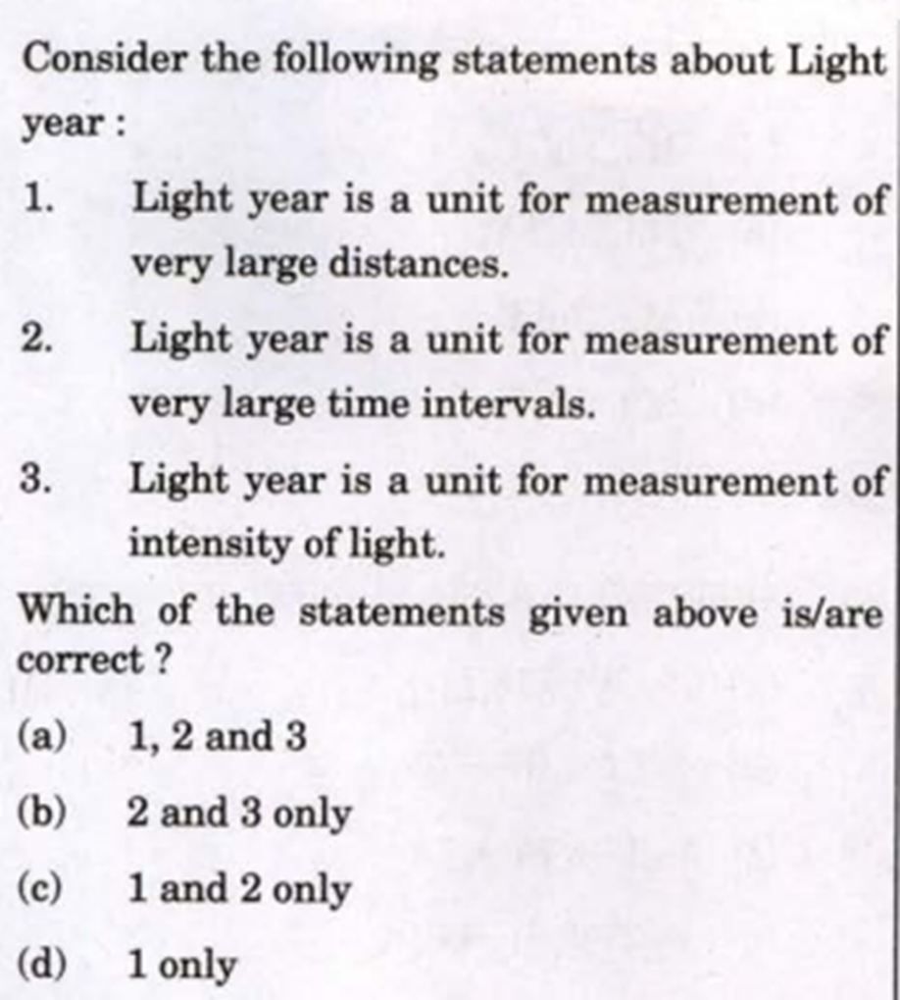 Consider the following statements about Light
year :
1. Light year is a unit for measurement of
very large distances.
2. Light year is a unit for measurement of
very large time intervals.
3. Light year is a unit for measurement of
intensity of light.
Which of the statements given above is/are
correct ?
(a) 1, 2 and 3
(b) 2 and 3 only
(c) 1 and 2 only
(d) 1 only